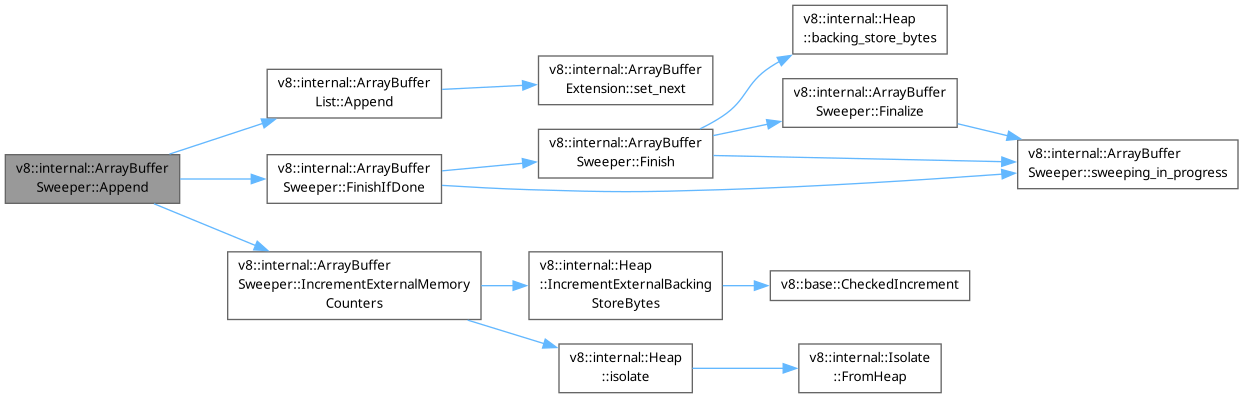 v8::internal::ArrayBuffer
Sweeper::Append
v8::internal::ArrayBuffer
List::Append
v8::internal::ArrayBuffer
Extension::set_next
v8::internal::ArrayBuffer
Sweeper::FinishIfDone
v8::internal::ArrayBuffer
Sweeper::Finish
v8::internal::Heap
::backing_store_bytes
v8::internal::ArrayBuffer
Sweeper::Finalize
v8::internal::ArrayBuffer
Sweeper::sweeping_in_progress
v8::internal::ArrayBuffer
Sweeper::IncrementExternalMemory
Counters
v8::internal::Heap
::IncrementExternalBacking
StoreBytes
v8::base::CheckedIncrement
v8::internal::Heap
::isolate
v8::internal::Isolate
::FromHeap